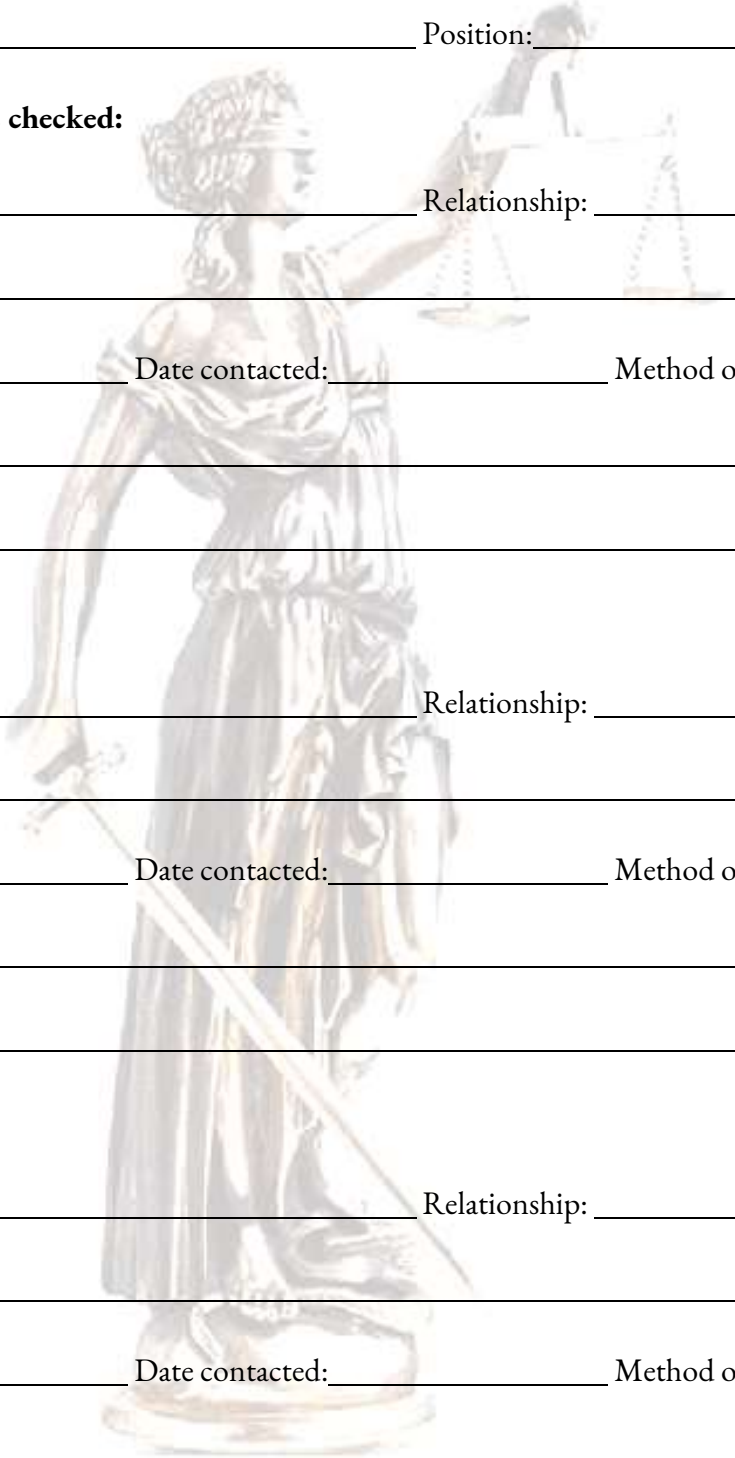 Position:
checked:
Relationship:
Date contacted: Method o
Relationship:
Date contacted: Method o
Relationship:
Date contacted: Method o